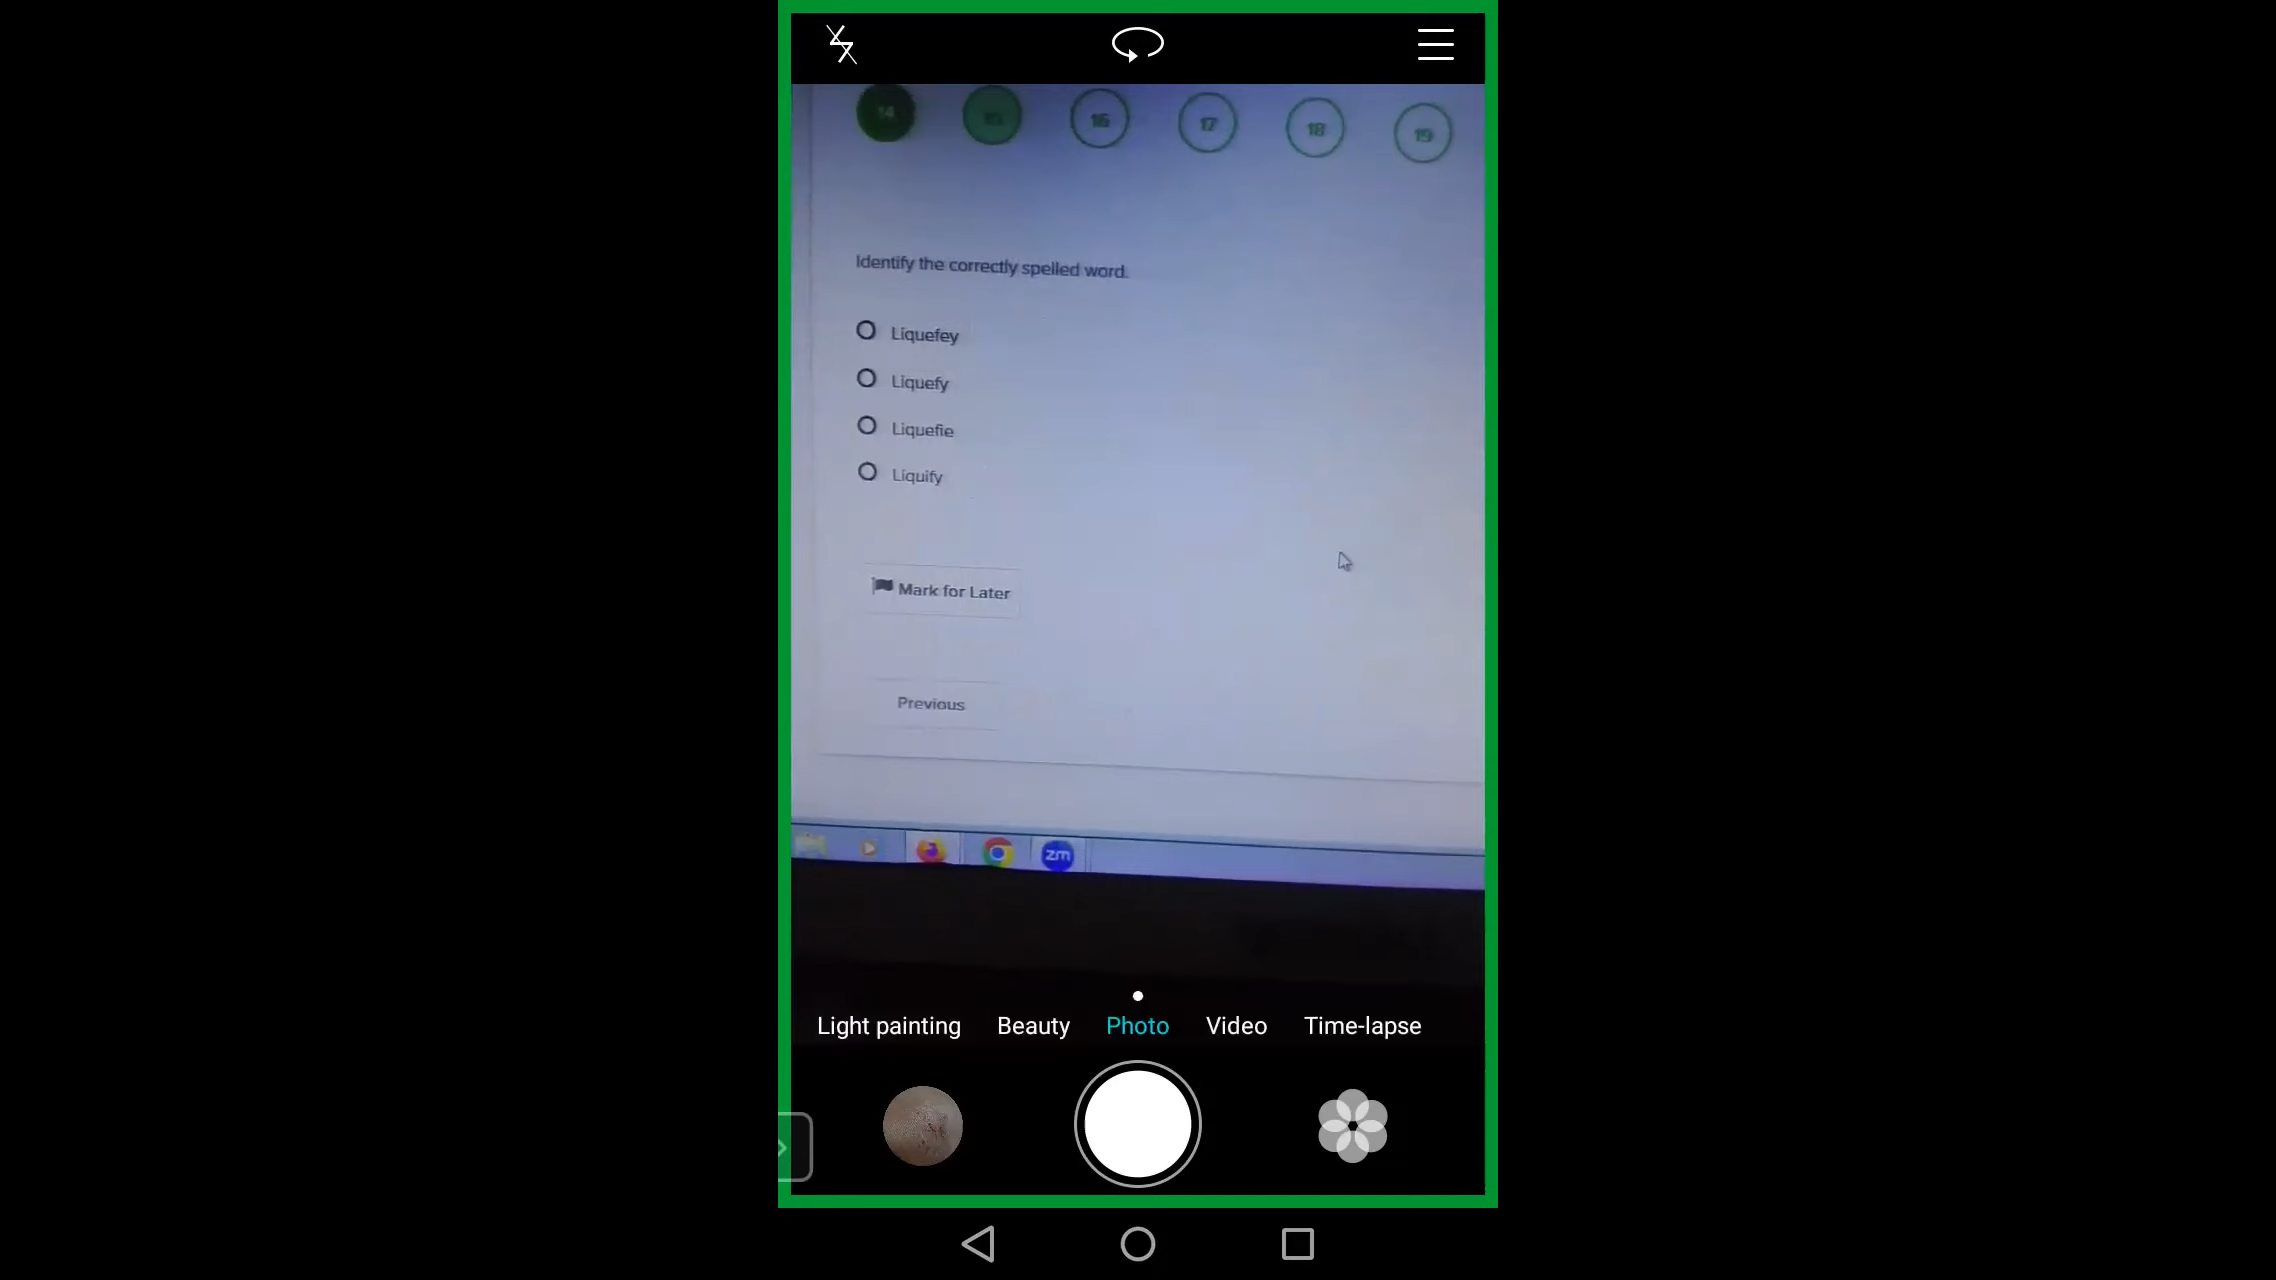 14
16
17
18
19
Identify the correctly spelled word.
Liquefey
Liquefy
Liquefie
Liquify
Mark for Later
Previous
zm
Light painting
Beauty
Photo
Video
Time-lapse